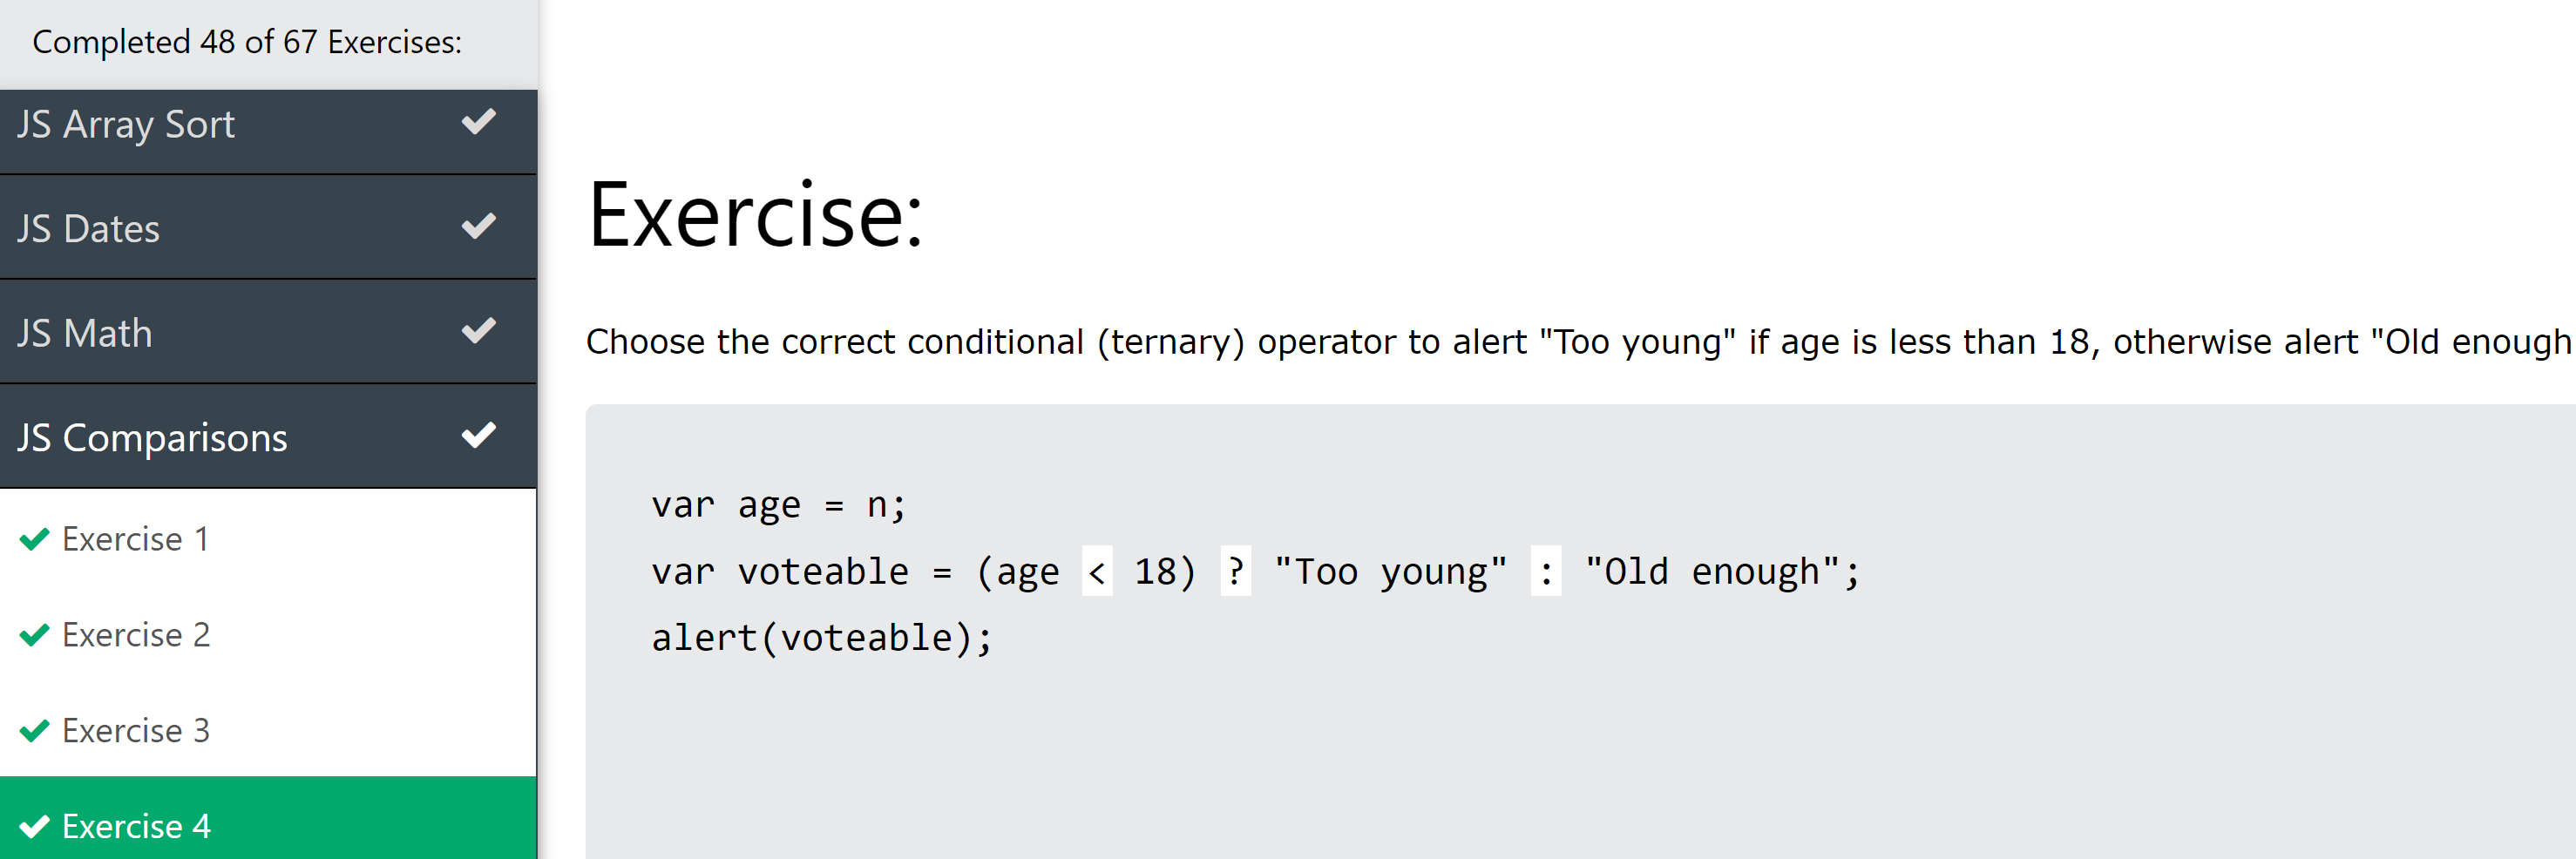 Completed 48 of 67 Exercises:
JS Array Sort
JS Dates
JS Math
JS Comparisons
Exercise 1
Exercise 2
Exercise 3
Exercise 4
Exercise:
Choose the correct conditional (ternary) operator to alert "Too young" if age is less than 18, otherwise alert "Old enough
var age = n;
var voteable = (age < 18) ? "Too young" : "Old enough";
alert(voteable);